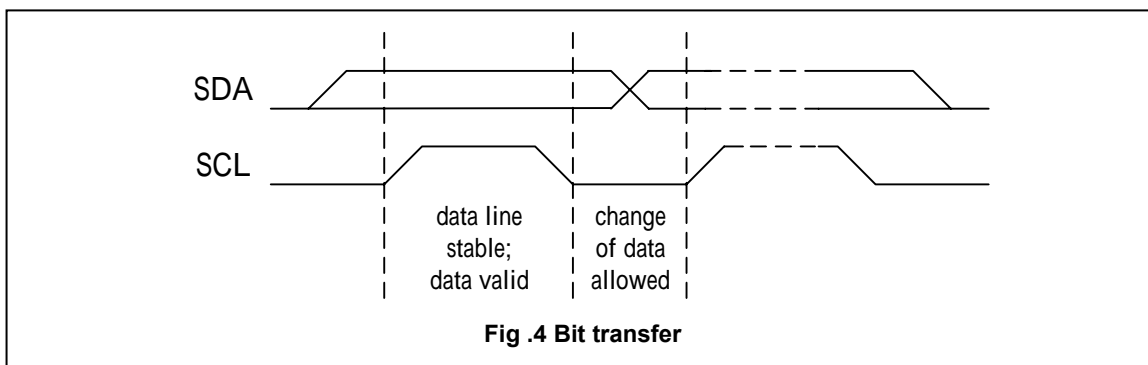 SDA
SCL
data line
stable;
data valid
change
of data
allowed
Fig .4 Bit transfer